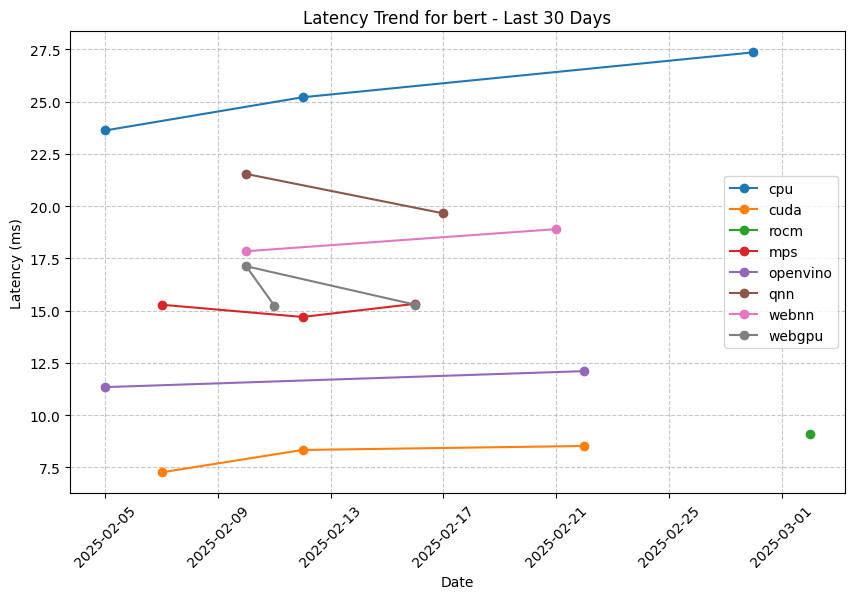 Latency Trend for bert - Last 30 Days
27.5
25.0
22.5
20.0
17.5
15.0
12.5
10.0
7.5
Latency (ms)
cpu
cuda
rocm
mps
openvino
qnn
webnn
webgpu
2025-02-05
2025-02-09
2025-02-13
2025-02-17
2025-02-21
2025-02-25
2025-03-01
Date